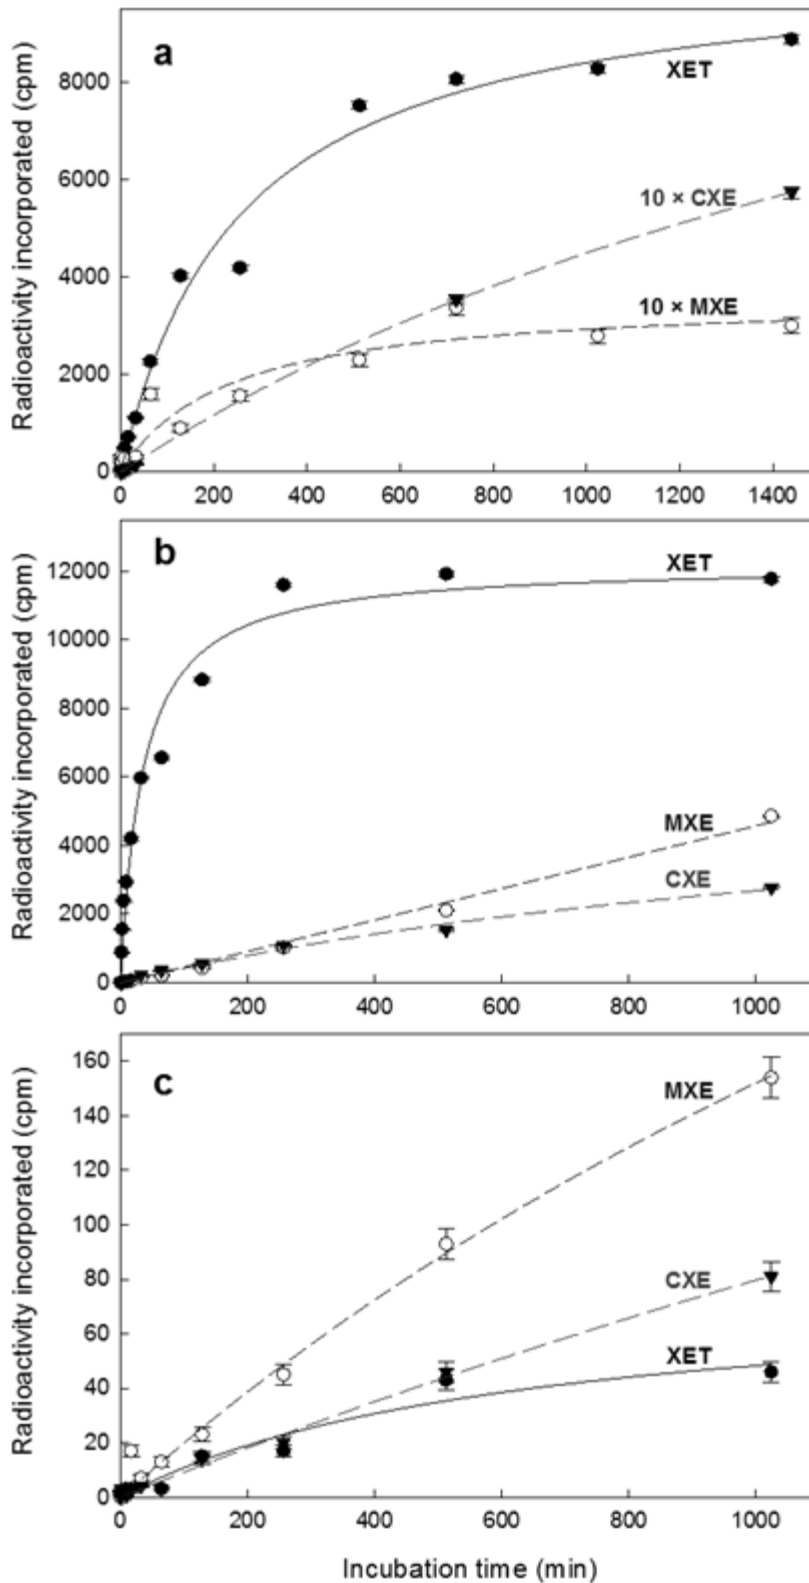 a
Radioactivity incorporated (cpm)
8000
6000
4000
2000
0
XET
10 × CXE
10 × MXE
0 200 400 600 800 1000 1200 1400
b
Radioactivity incorporated (cpm)
12000
10000
8000
6000
4000
2000
0
XET
MXE
CXE
0 200 400 600 800 1000
c
Radioactivity incorporated (cpm)
160
140
120
100
80
60
40
20
0
MXE
CXE
XET
0 200 400 600 800 1000
Incubation time (min)